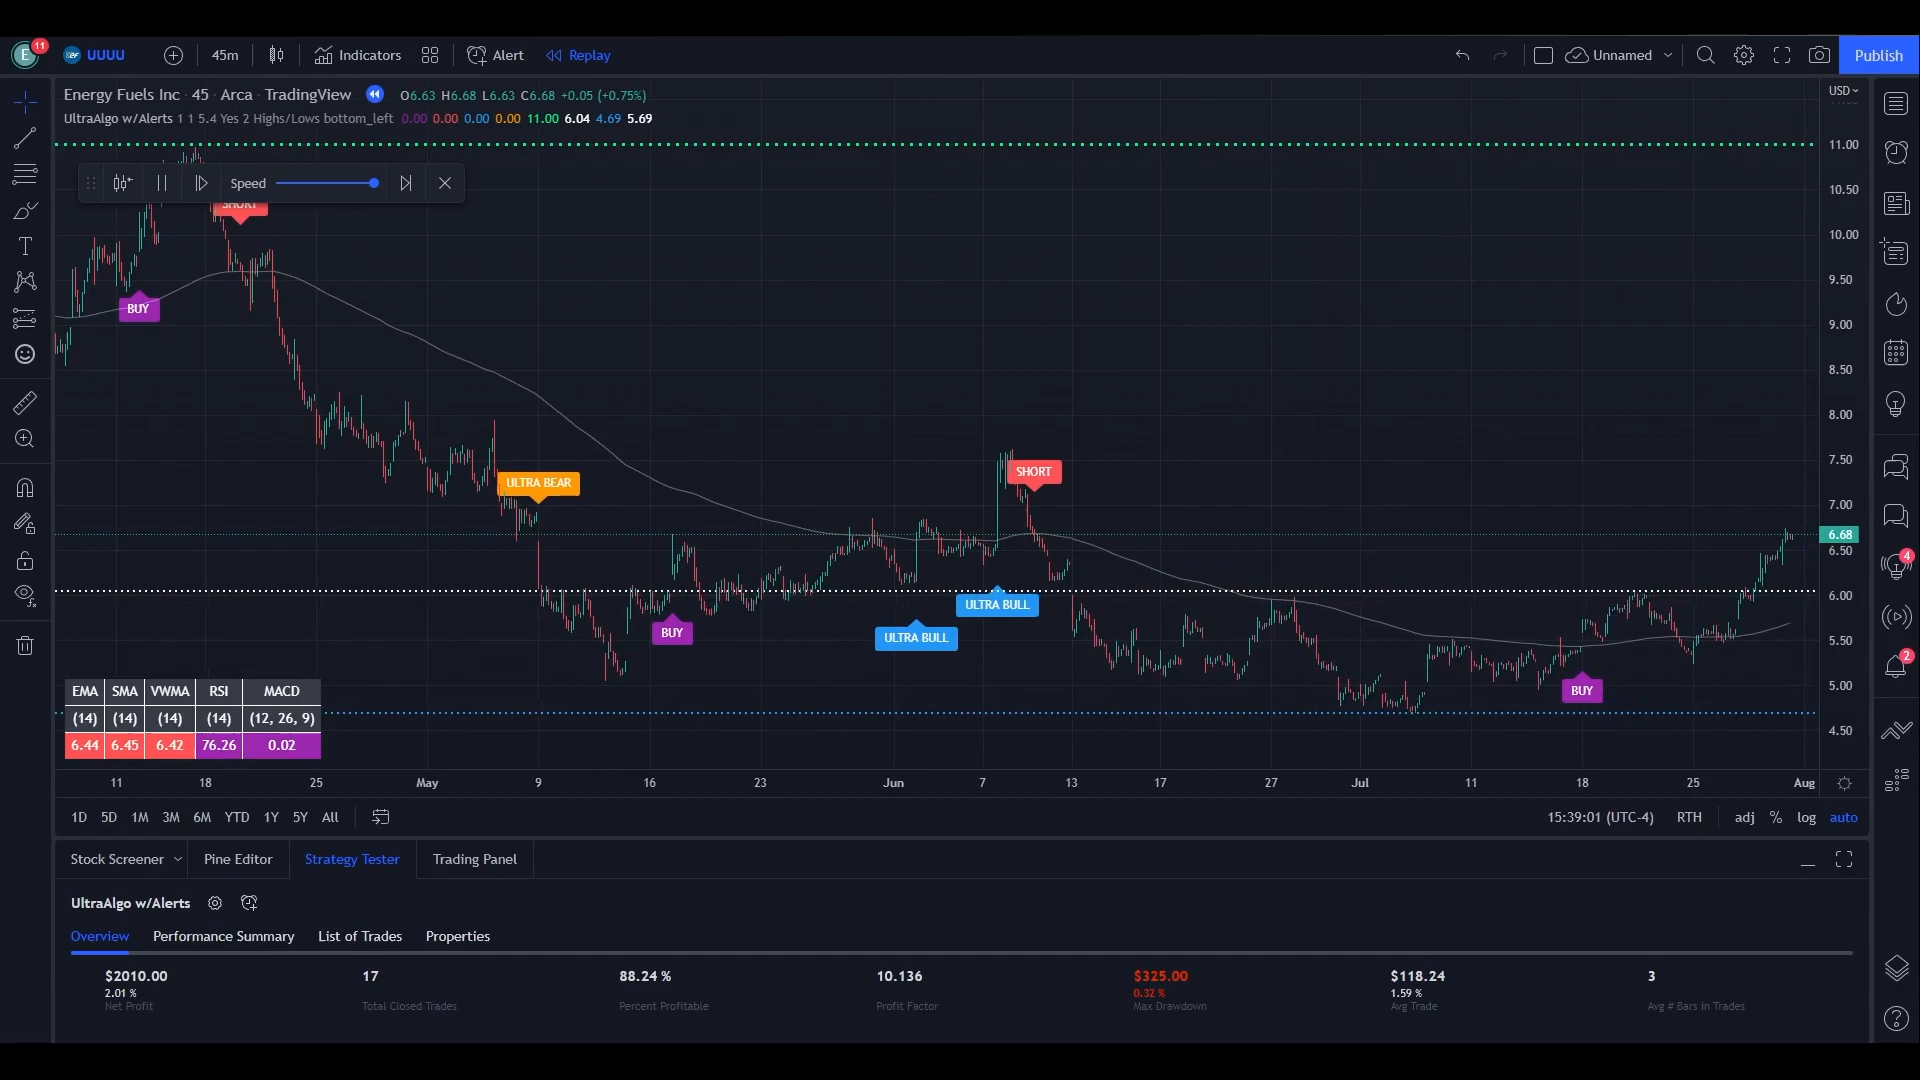 E 11 UUUU 45m Indicators Alert Replay Unnamed Publish
Energy Fuels Inc · 45 · Arca · TradingView O6.63 H6.68 L6.63 C6.68 +0.05 (+0.75%)
USD
UltraAlgo w/Alerts 1 1 5.4 Yes 2 Highs/Lows bottom_left 0.00 0.00 0.00 0.00 11.00 6.04 4.69 5.69
11.00
Speed
10.50
SHORT
10.00
9.50
BUY
9.00
8.50
8.00
7.50
SHORT
ULTRA BEAR
7.00
6.68
6.50
4
6.00
ULTRA BULL
BUY
ULTRA BULL
5.50
2
5.00
BUY
4.50
EMA SMA VWMA RSI MACD
(14) (14) (14) (14) (12, 26, 9)
6.44 6.45 6.42 76.26 0.02
11 18 25 May 9 16 23 Jun 7 13 17 27 Jul 11 18 25 Aug
1D 5D 1M 3M 6M YTD 1Y 5Y All 15:39:01 (UTC-4) RTH adj % log auto
Stock Screener Pine Editor Strategy Tester Trading Panel
UltraAlgo w/Alerts
Overview Performance Summary List of Trades Properties
$2010.00 17 88.24 % 10.136 $325.00 $118.24 3
2.01 % 0.32 % 1.59 %
Net Profit Total Closed Trades Percent Profitable Profit Factor Max Drawdown Avg Trade Avg # Bars in Trades